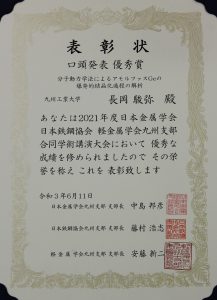 表彰状
口頭発表 優秀賞
分子動力学法によるアモルファスGeの
爆発的結晶化過程の解析
九州工業大学 長岡駿弥 殿
あなたは2021年度日本金属学会
日本鉄鋼協会 軽金属学会九州支部
合同学術講演大会において 優秀な
成績を修められましたので その栄
誉を称え これを表彰致します
令和3年6月11日
日本金属学会九州支部 支部長 中島 邦彦
日本鉄鋼協会九州支部 支部長 藤村 浩志
軽金属学会九州支部 支部長 安藤 新二